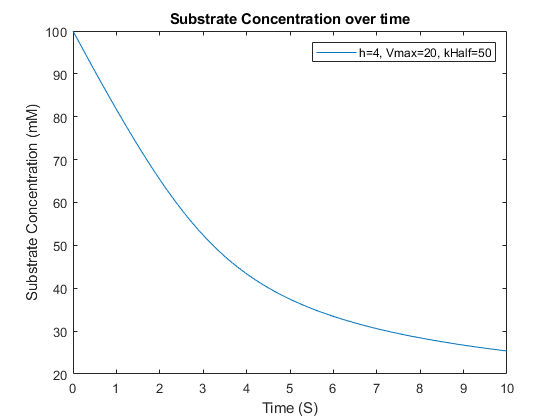 Substrate Concentration over time
h=4, Vmax=20, kHalf=50
Substrate Concentration (mM)
100
90
80
70
60
50
40
30
20
0 1 2 3 4 5 6 7 8 9 10
Time (S)